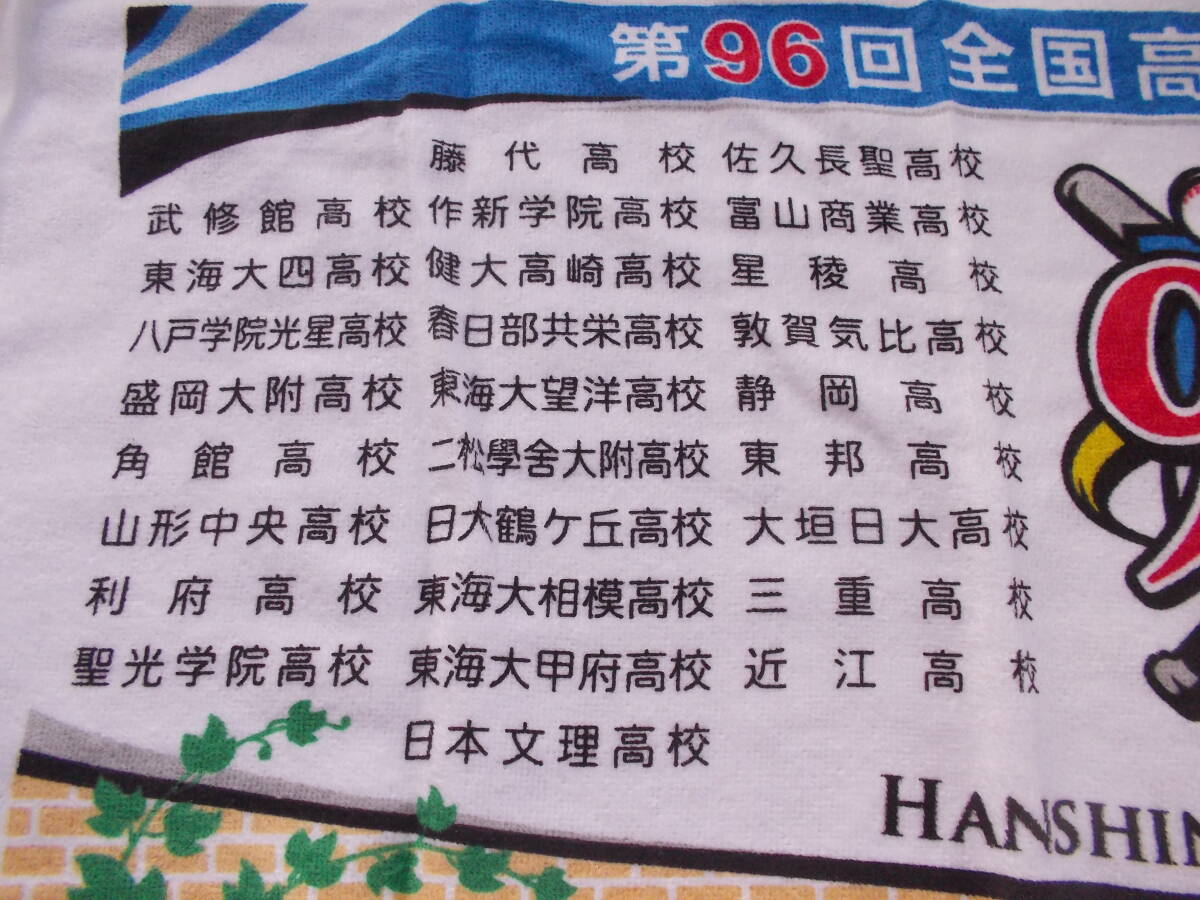 第96回全国高
武修館高校
東海大四高校
八戸学院光星高校
盛岡大附高校
角館高校
山形中央高校
利府高校
聖光学院高校
藤代高校
作新学院高校
健大高崎高校
春日部共栄高校
東海大望洋高校
二松學舍大附高校
日大鶴ケ丘高校
東海大相模高校
東海大甲府高校
日本文理高校
佐久長聖高校
富山商業高校
星稜高校
敦賀気比高校
静岡高校
東邦高校
大垣日大高校
三重高校
近江高校
HANSHIN